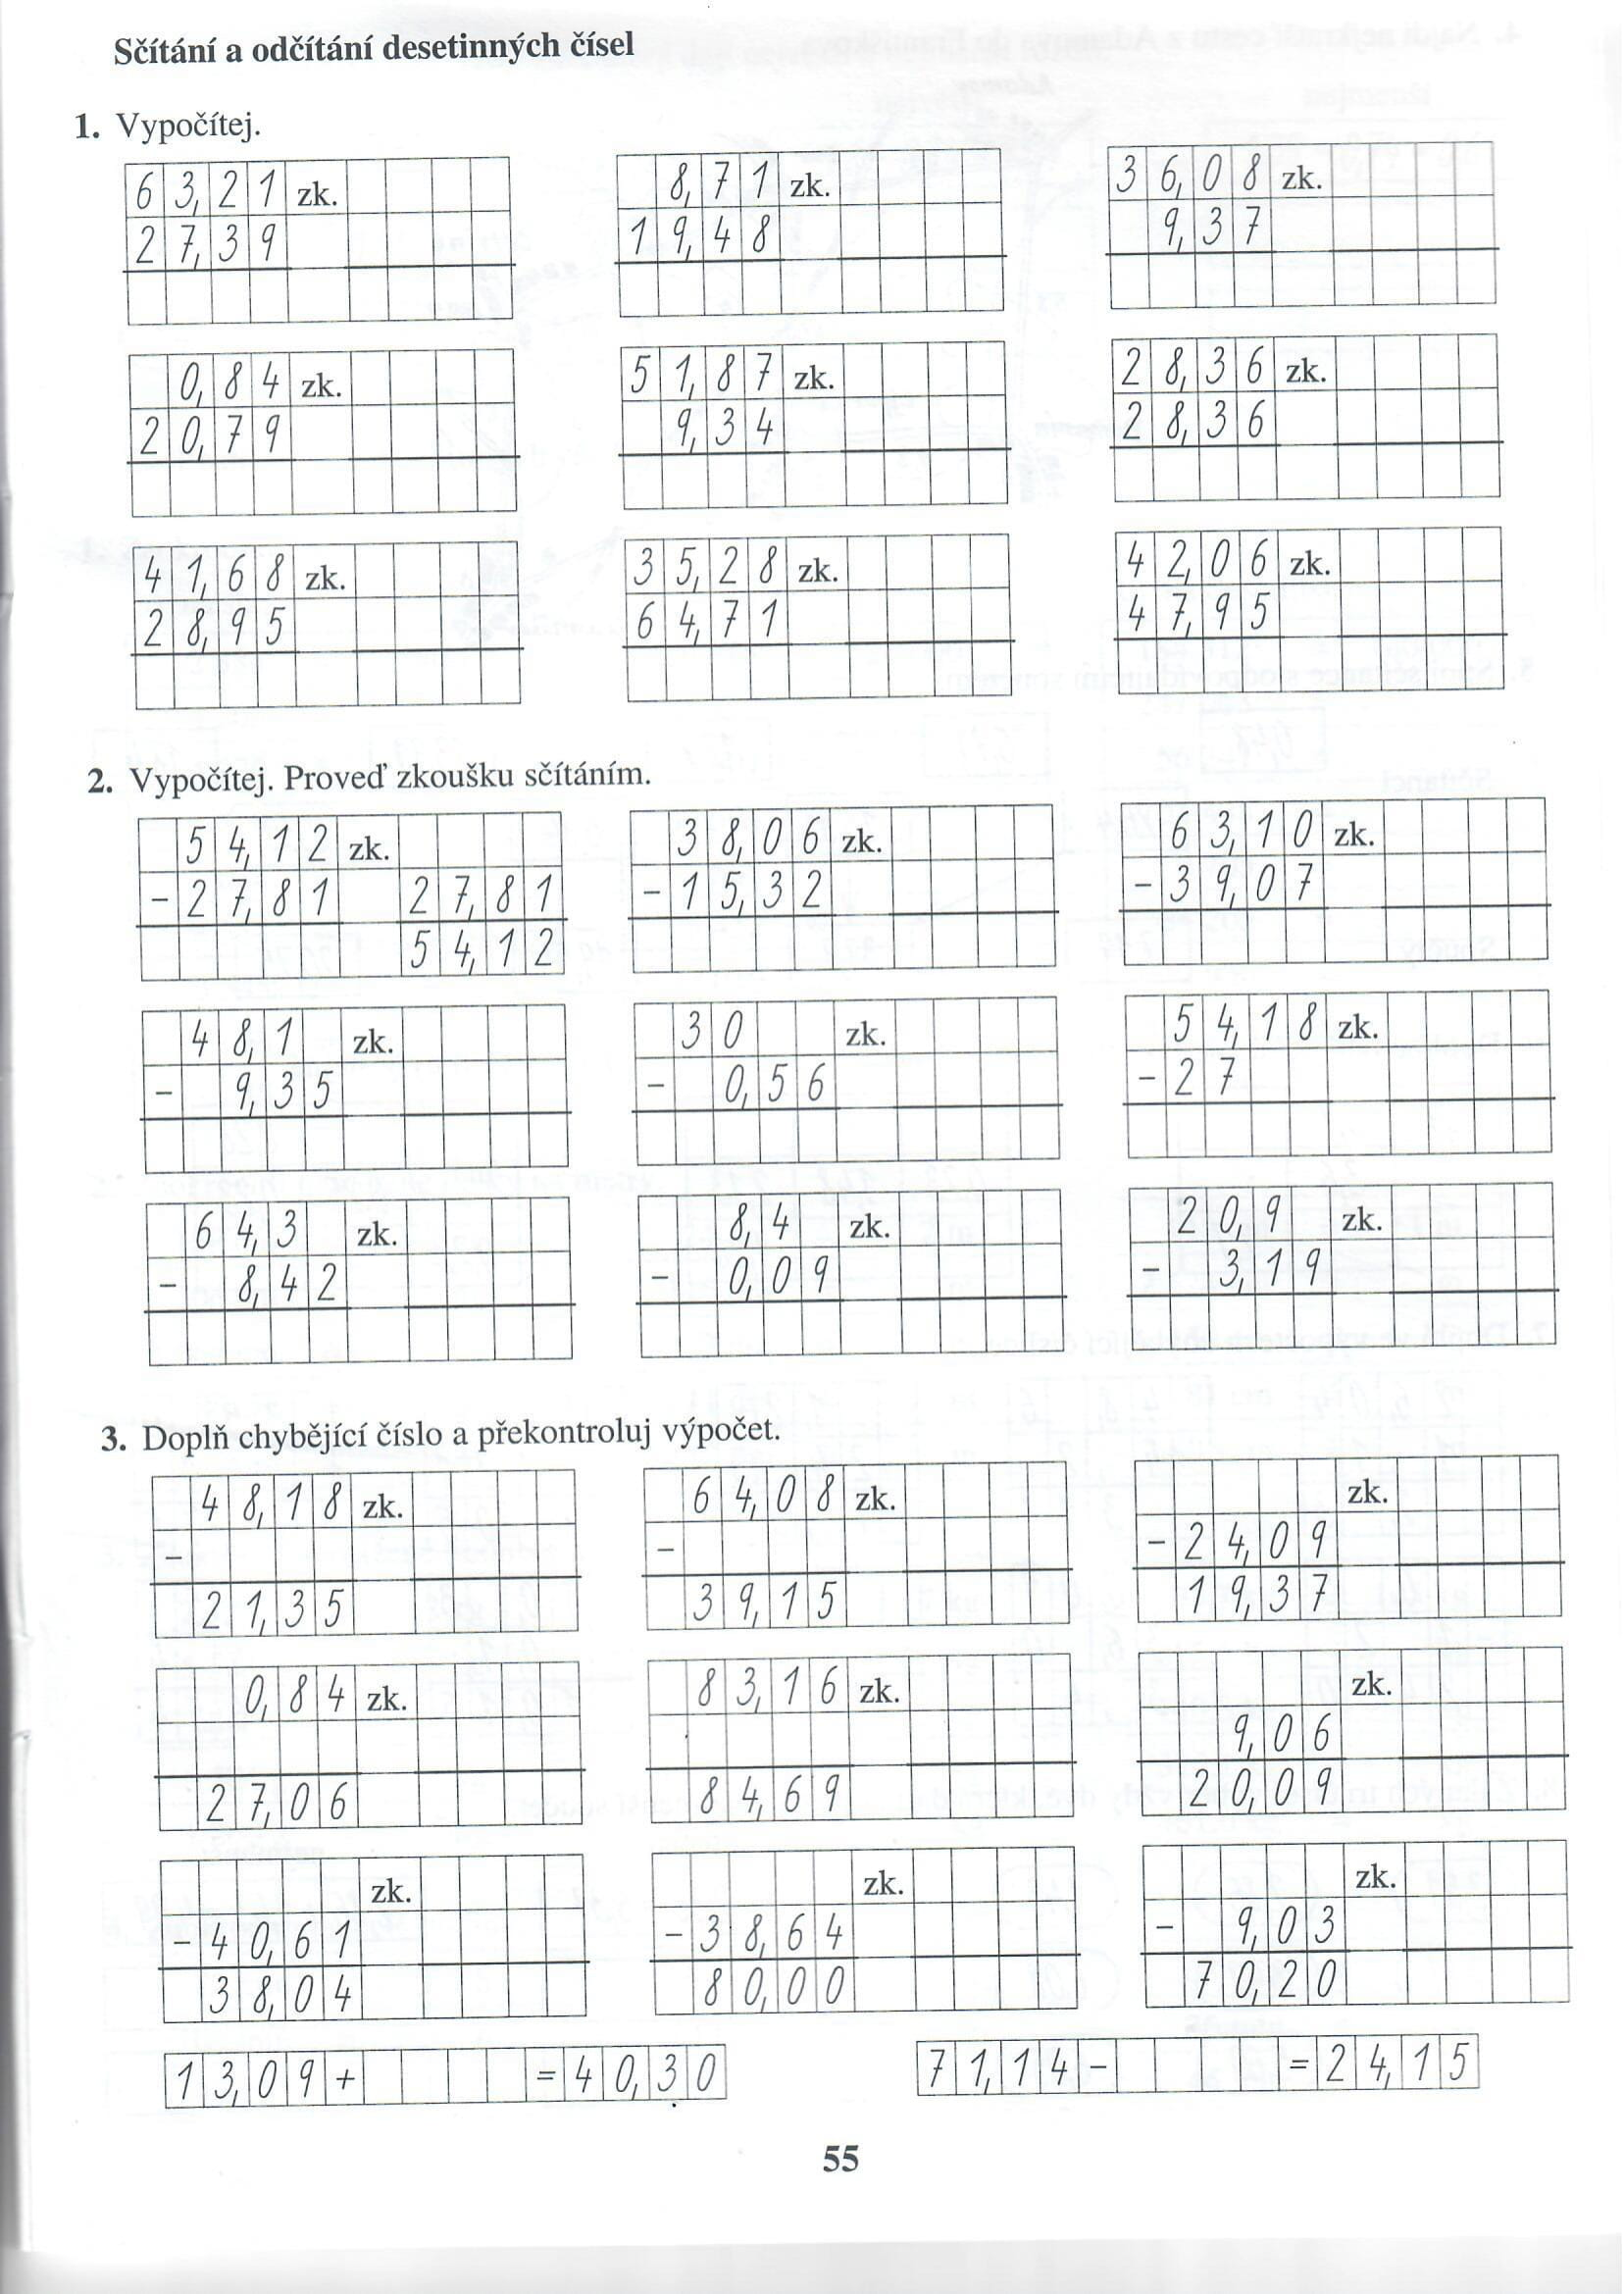 Sčítání a odčítání desetinných čísel
1. Vypočítej.
63,21 zk.
27,39
8,71 zk.
19,48
36,08 zk.
9,37
0,84 zk.
20,79
51,87 zk.
9,34
28,36 zk.
28,36
41,68 zk.
28,95
35,28 zk.
64,71
42,06 zk.
47,95
2. Vypočítej. Proveď zkoušku sčítáním.
54,12 zk.
-27,81 27,81
54,12
38,06 zk.
-15,32
63,10 zk.
-39,07
48,1 zk.
- 9,35
30 zk.
- 0,56
54,18 zk.
-27
64,3 zk.
- 8,42
8,4 zk.
- 0,09
20,9 zk.
- 3,19
3. Doplň chybějící číslo a překontroluj výpočet.
48,18 zk.
-
21,35
64,08 zk.
-
39,15
zk.
-24,09
19,37
0,84 zk.
27,06
83,16 zk.
84,69
zk.
9,06
20,09
zk.
-40,61
38,04
zk.
-38,64
80,00
zk.
- 9,03
70,20
13,09+ =40,30
71,14- =24,15
55